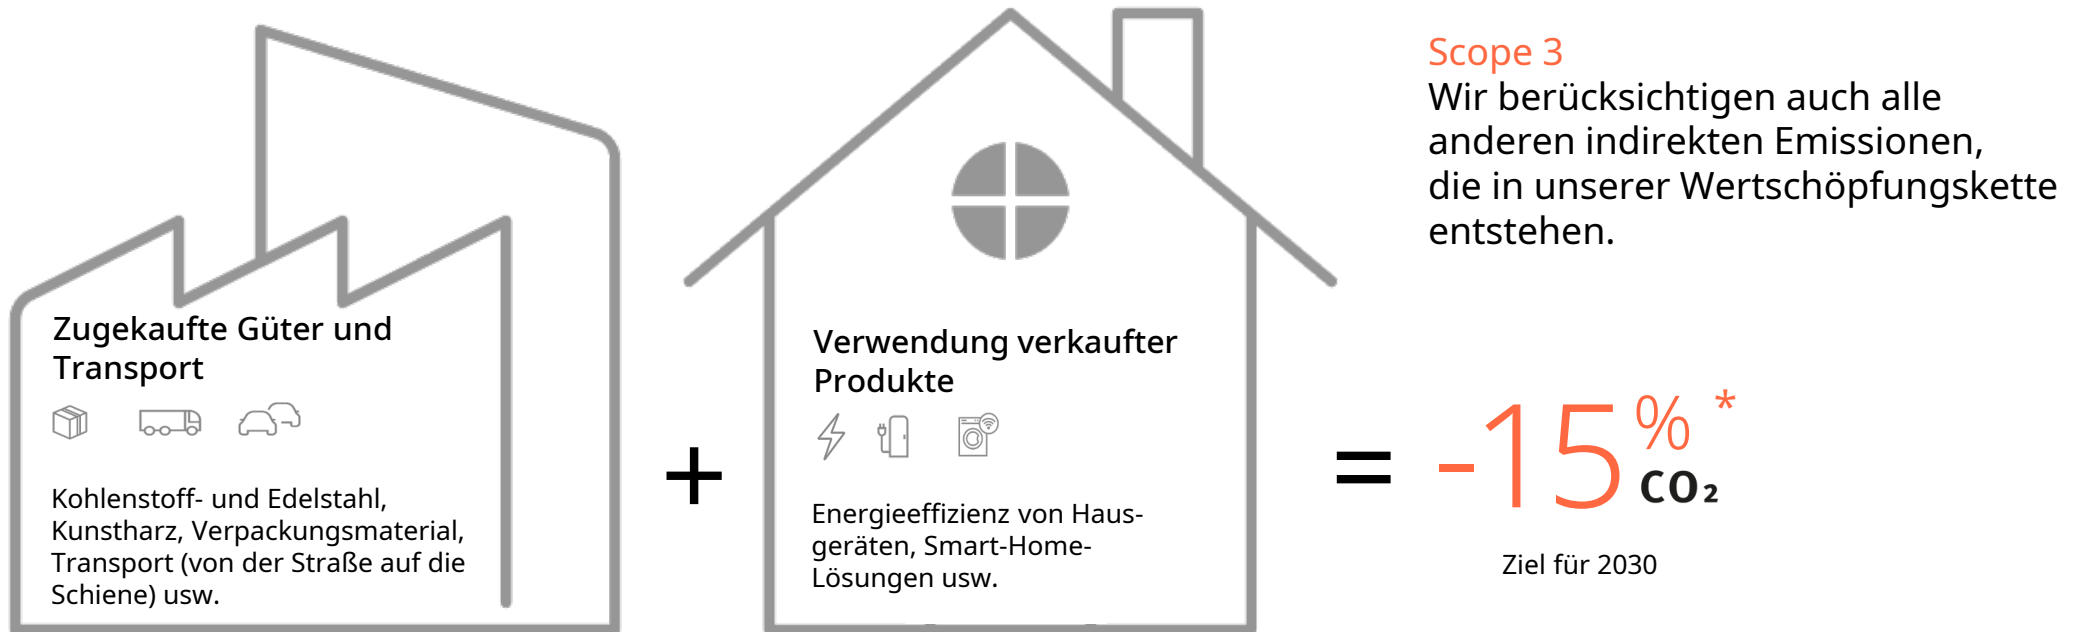 Scope 3
Wir berücksichtigen auch alle
anderen indirekten Emissionen,
die in unserer Wertschöpfungskette
entstehen.
Zugekaufte Güter und
Transport
Kohlenstoff- und Edelstahl,
Kunstharz, Verpackungsmaterial,
Transport (von der Straße auf die
Schiene) usw.
+
Verwendung verkaufter
Produkte
Energieeffizienz von Haus-
geräten, Smart-Home-
Lösungen usw.
=
-15 % *
CO₂
Ziel für 2030